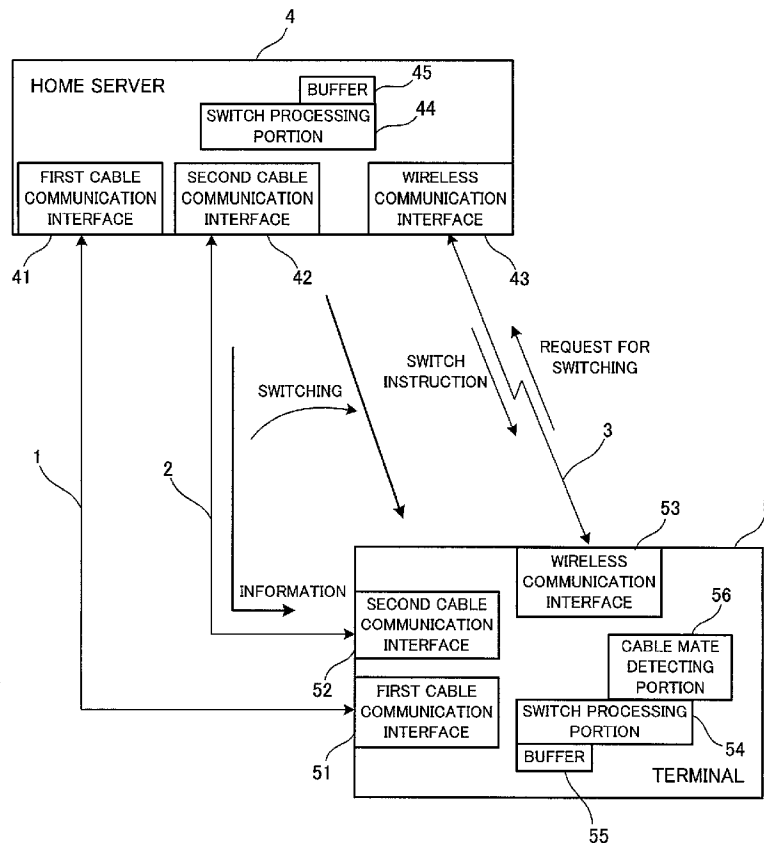 4
HOME SERVER
BUFFER
45
SWITCH PROCESSING
PORTION
44
FIRST CABLE
COMMUNICATION
INTERFACE
SECOND CABLE
COMMUNICATION
INTERFACE
WIRELESS
COMMUNICATION
INTERFACE
41
42
43
SWITCHING
SWITCH
INSTRUCTION
REQUEST FOR
SWITCHING
1
2
3
INFORMATION
53
WIRELESS
COMMUNICATION
INTERFACE
SECOND CABLE
COMMUNICATION
INTERFACE
52
56
CABLE MATE
DETECTING
PORTION
FIRST CABLE
COMMUNICATION
INTERFACE
51
SWITCH PROCESSING
PORTION
54
BUFFER
55
TERMINAL